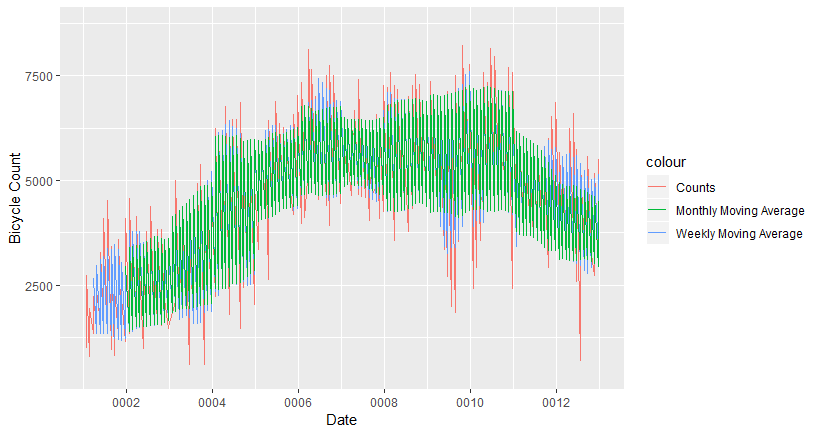 7500
5000
2500
Bicycle Count
0002 0004 0006 0008 0010 0012
Date
colour
Counts
Monthly Moving Average
Weekly Moving Average